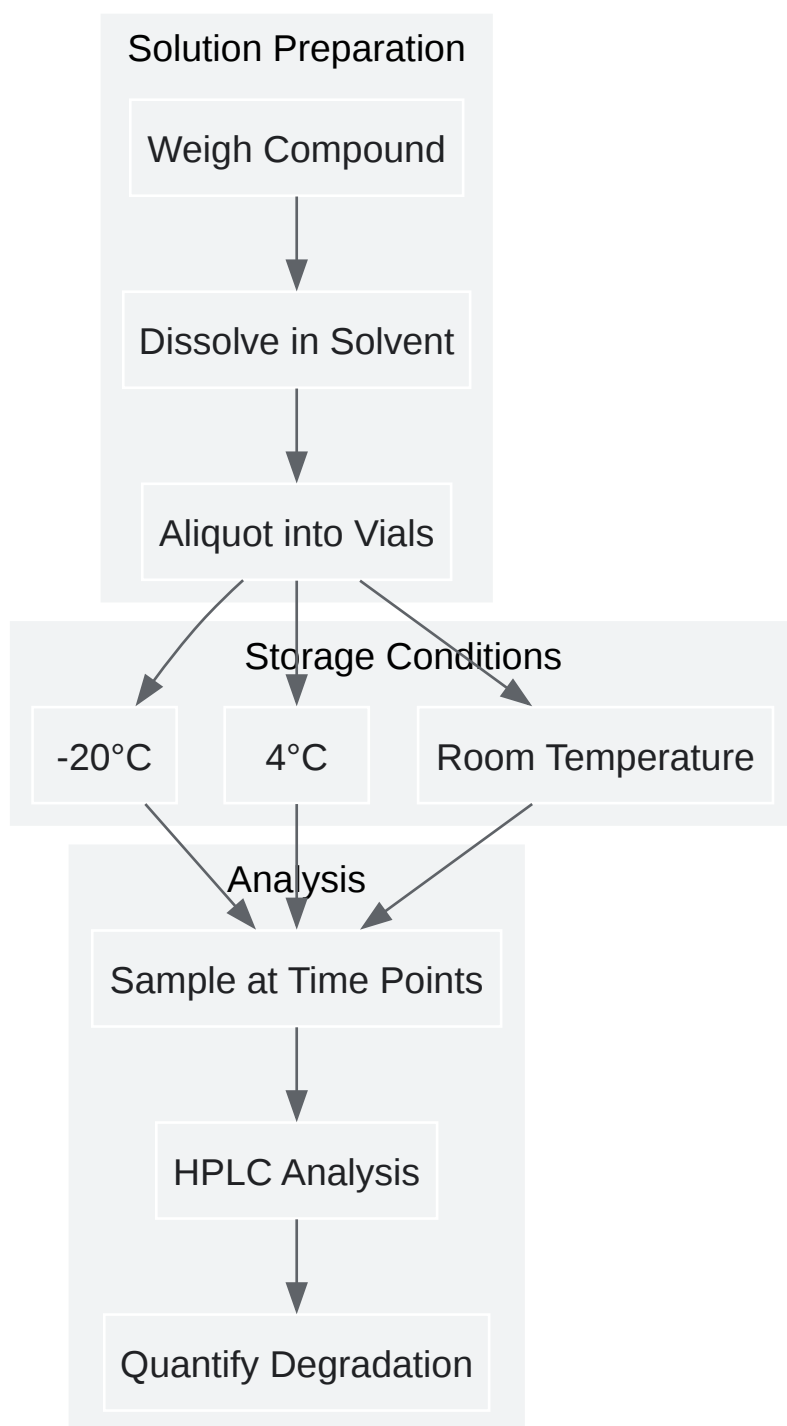 Solution Preparation
Weigh Compound
Dissolve in Solvent
Aliquot into Vials
Storage Conditions
-20°C
4°C
Room Temperature
Analysis
Sample at Time Points
HPLC Analysis
Quantify Degradation